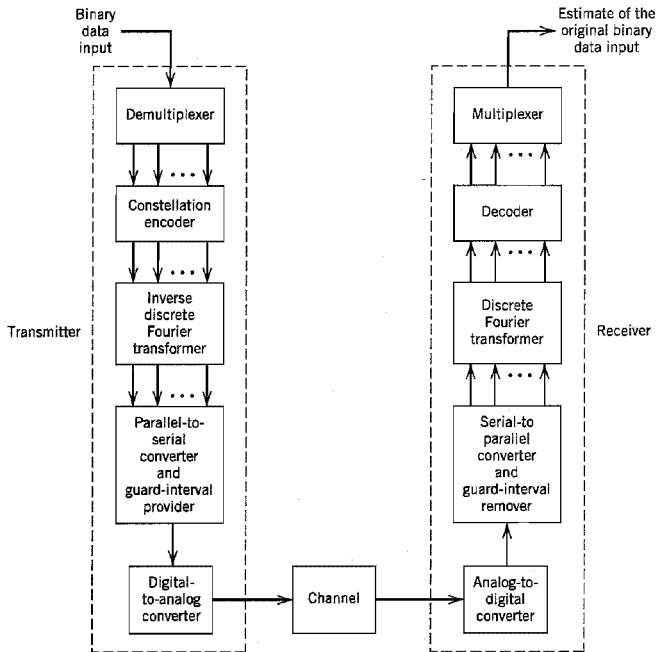 Binary
data
input
Demultiplexer
Constellation
encoder
Inverse
discrete
Fourier
transformer
Transmitter
Parallel-to-
serial
converter
and
guard-interval
provider
Digital-
to-analog
converter
Channel
Analog-to-
digital
converter
Serial-to
parallel
converter
and
guard-interval
remover
Discrete
Fourier
transformer
Receiver
Decoder
Multiplexer
Estimate of the
original binary
data input